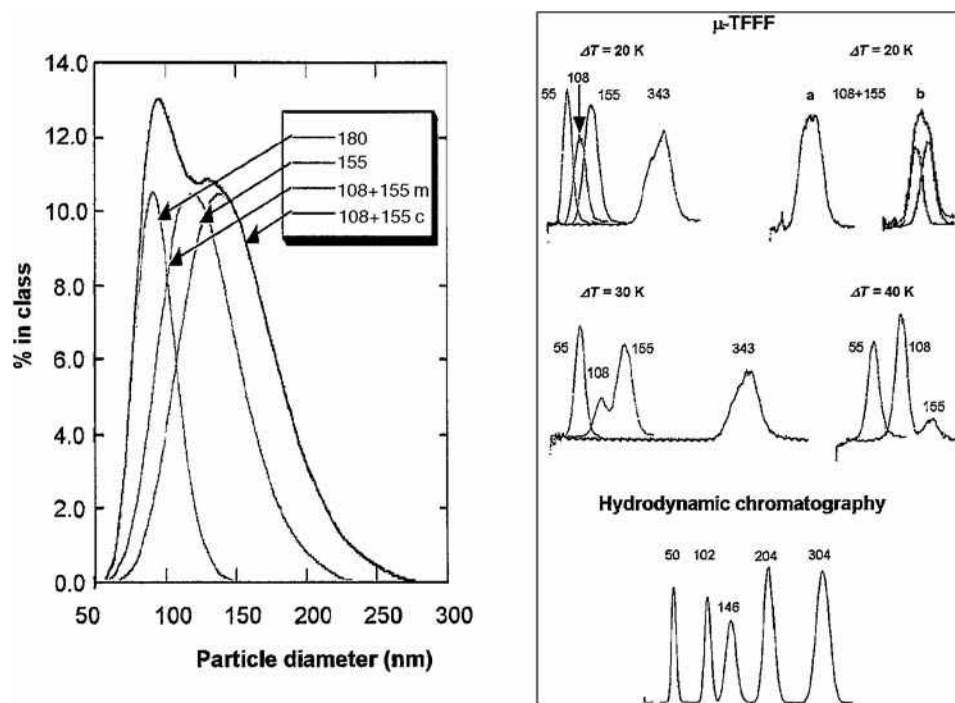 14.0
12.0
10.0
8.0
6.0
4.0
2.0
0.0
% in class
180
155
108+155 m
108+155 c
50 100 150 200 250 300
Particle diameter (nm)
μ-TFFF
ΔT = 20 K
ΔT = 20 K
55 108 155 343
a 108+155 b
ΔT = 30 K
ΔT = 40 K
55 108 155 343
55 108 155
Hydrodynamic chromatography
50 102 146 204 304